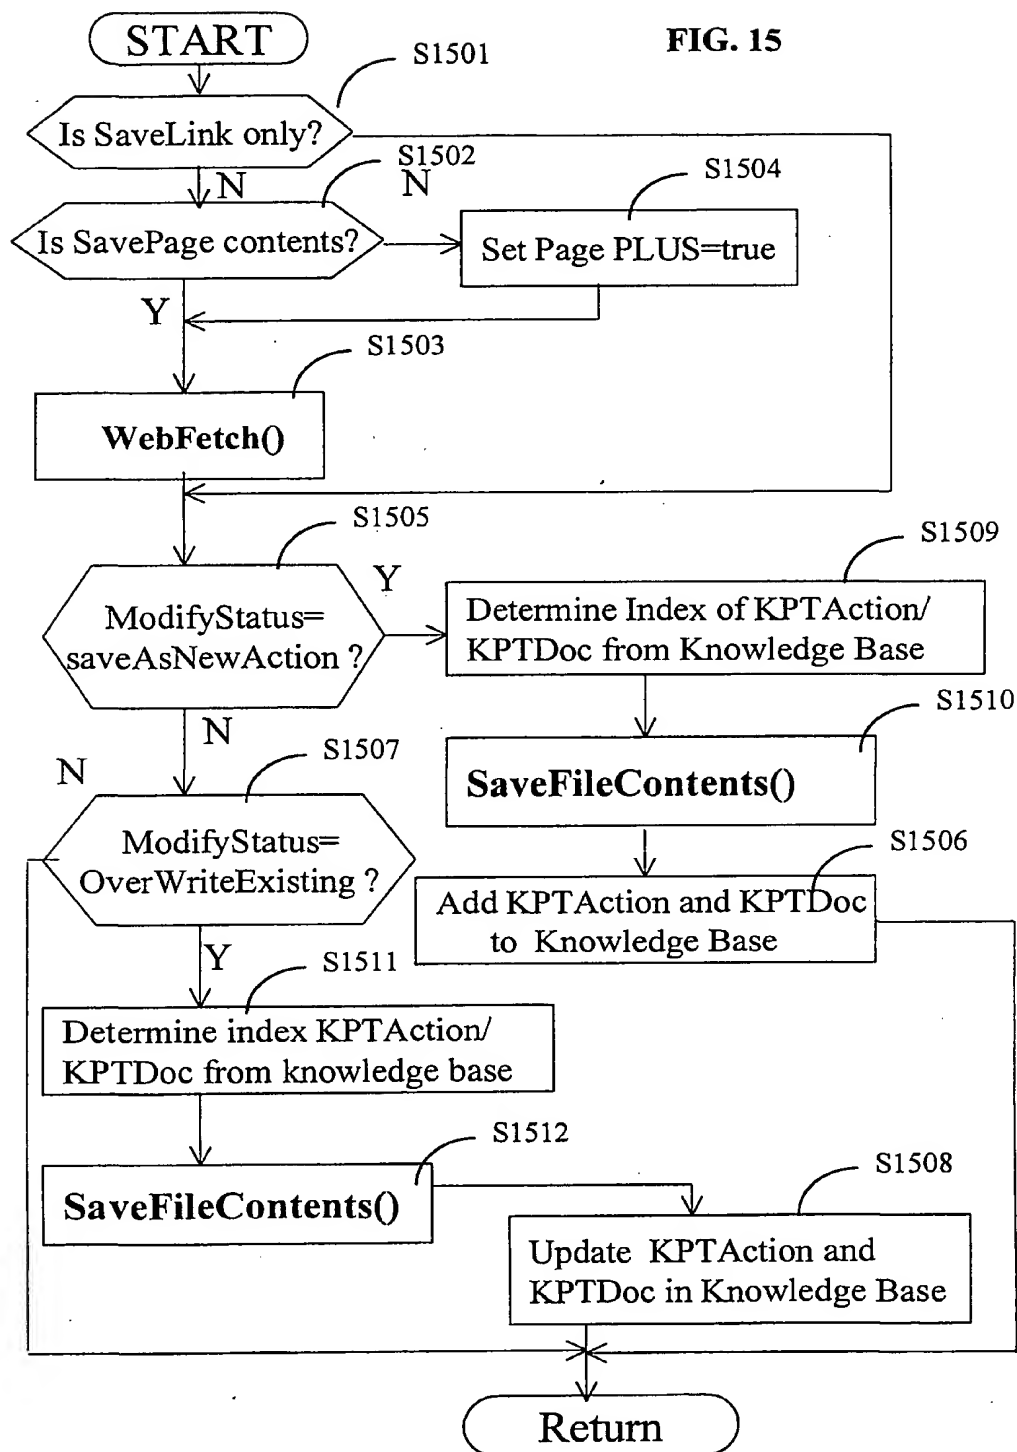 START
FIG. 15
S1501
Is SaveLink only?
S1502
N
N
S1504
Is SavePage contents?
Set Page PLUS=true
Y
S1503
WebFetch()
S1505
S1509
Y
ModifyStatus=
saveAsNewAction ?
Determine Index of KPTAction/
KPTDoc from Knowledge Base
S1510
N
S1507
N
SaveFileContents()
ModifyStatus=
OverWriteExisting ?
S1506
Add KPTAction and KPTDoc
to Knowledge Base
Y
S1511
Determine index KPTAction/
KPTDoc from knowledge base
S1512
S1508
SaveFileContents()
Update KPTAction and
KPTDoc in Knowledge Base
Return